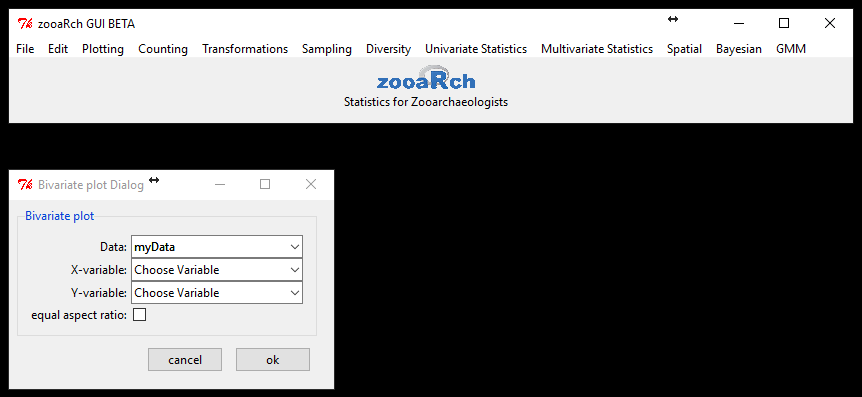 zooaRch GUI BETA
File Edit Plotting Counting Transformations Sampling Diversity Univariate Statistics Multivariate Statistics Spatial Bayesian GMM
zooaRch
Statistics for Zooarchaeologists
Bivariate plot Dialog
Bivariate plot
Data: myData
X-variable: Choose Variable
Y-variable: Choose Variable
equal aspect ratio:
cancel ok